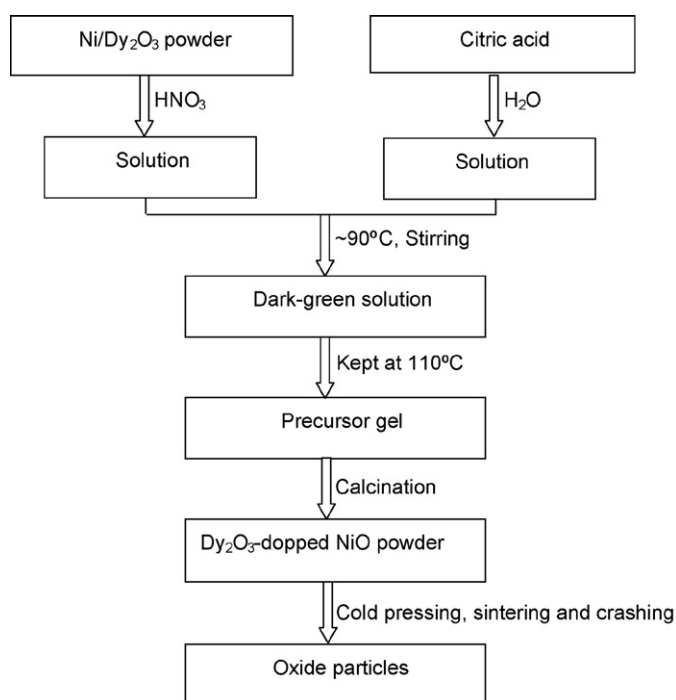 Ni/Dy₂O₃ powder
Citric acid
HNO₃
H₂O
Solution
Solution
~90ºC, Stirring
Dark-green solution
Kept at 110ºC
Precursor gel
Calcination
Dy₂O₃-dopped NiO powder
Cold pressing, sintering and crashing
Oxide particles